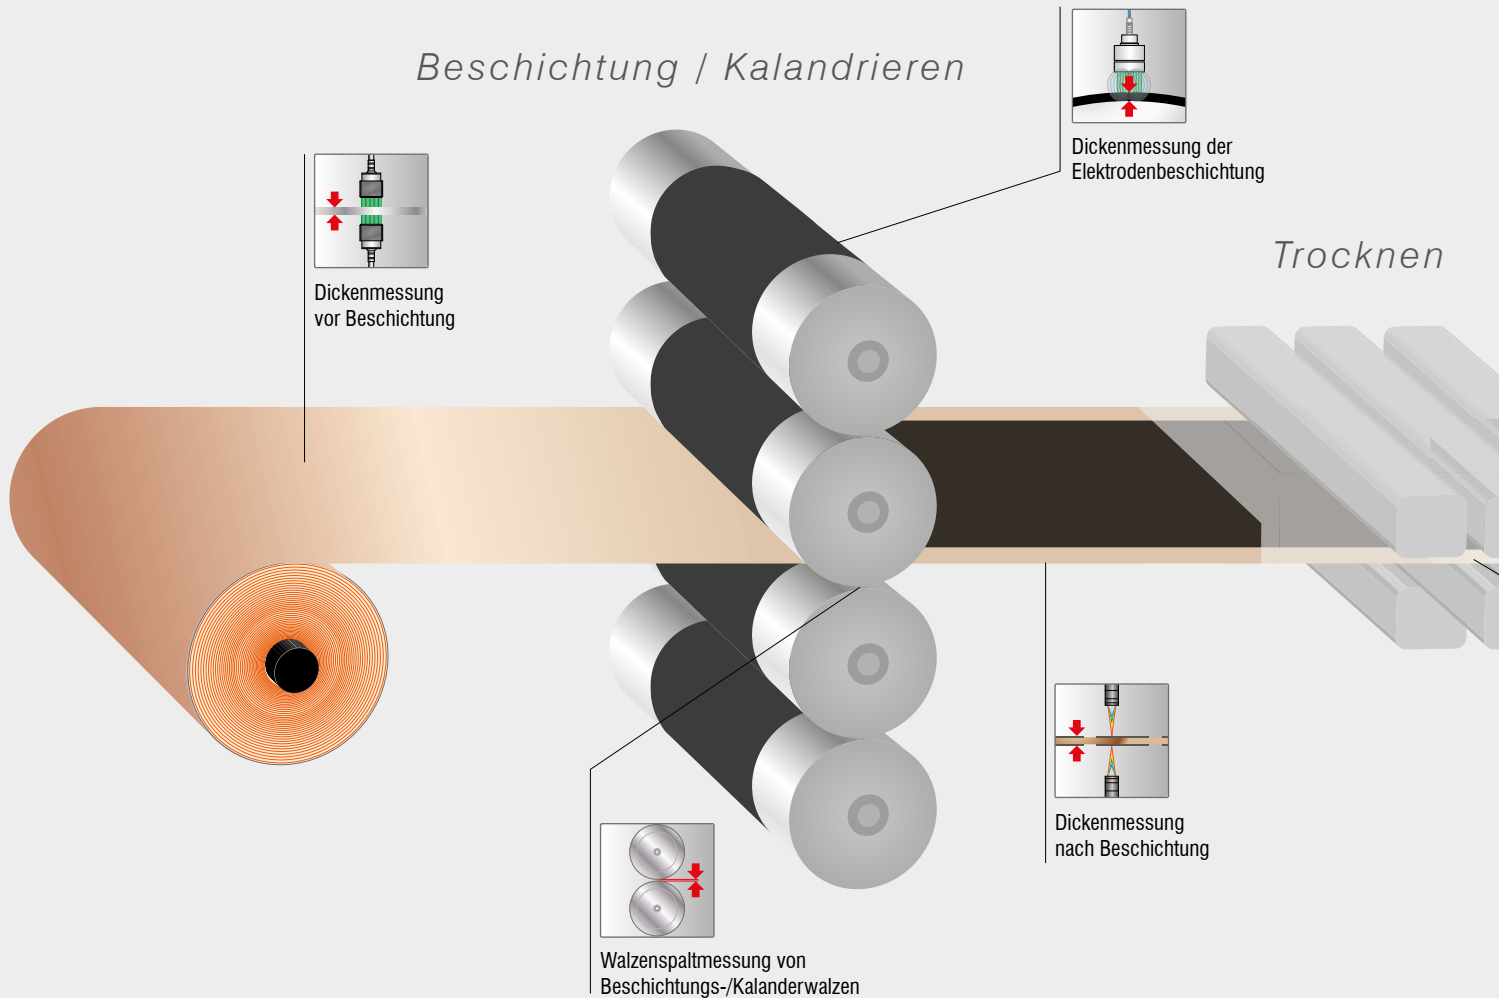 Beschichtung / Kalandrieren
Dickenmessung der
Elektrodenbeschichtung
Dickenmessung
vor Beschichtung
Trocknen
Dickenmessung
nach Beschichtung
Walzenspaltmessung von
Beschichtungs-/Kalanderwalzen